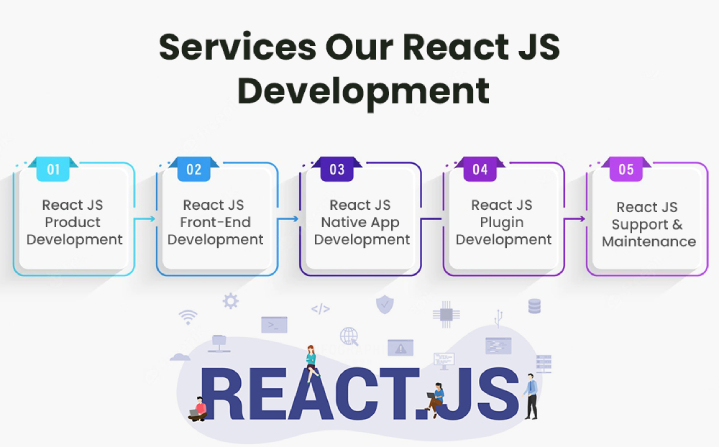 Services Our React JS
Development
01
React JS
Product
Development
02
React JS
Front-End
Development
03
React JS
Native App
Development
04
React JS
Plugin
Development
05
React JS
Support &
Maintenance
</>
REACT.JS